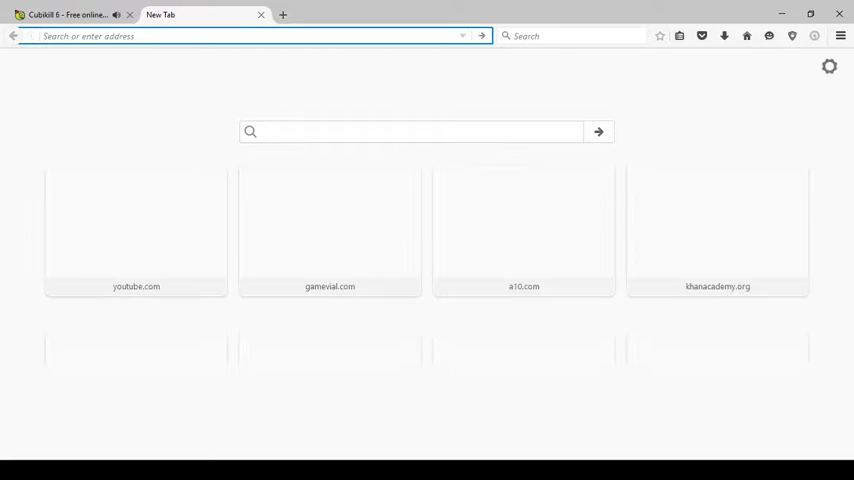 Cubikill 6 - Free online...
New Tab
Search or enter address
Search
youtube.com
gamevial.com
a10.com
khanacademy.org